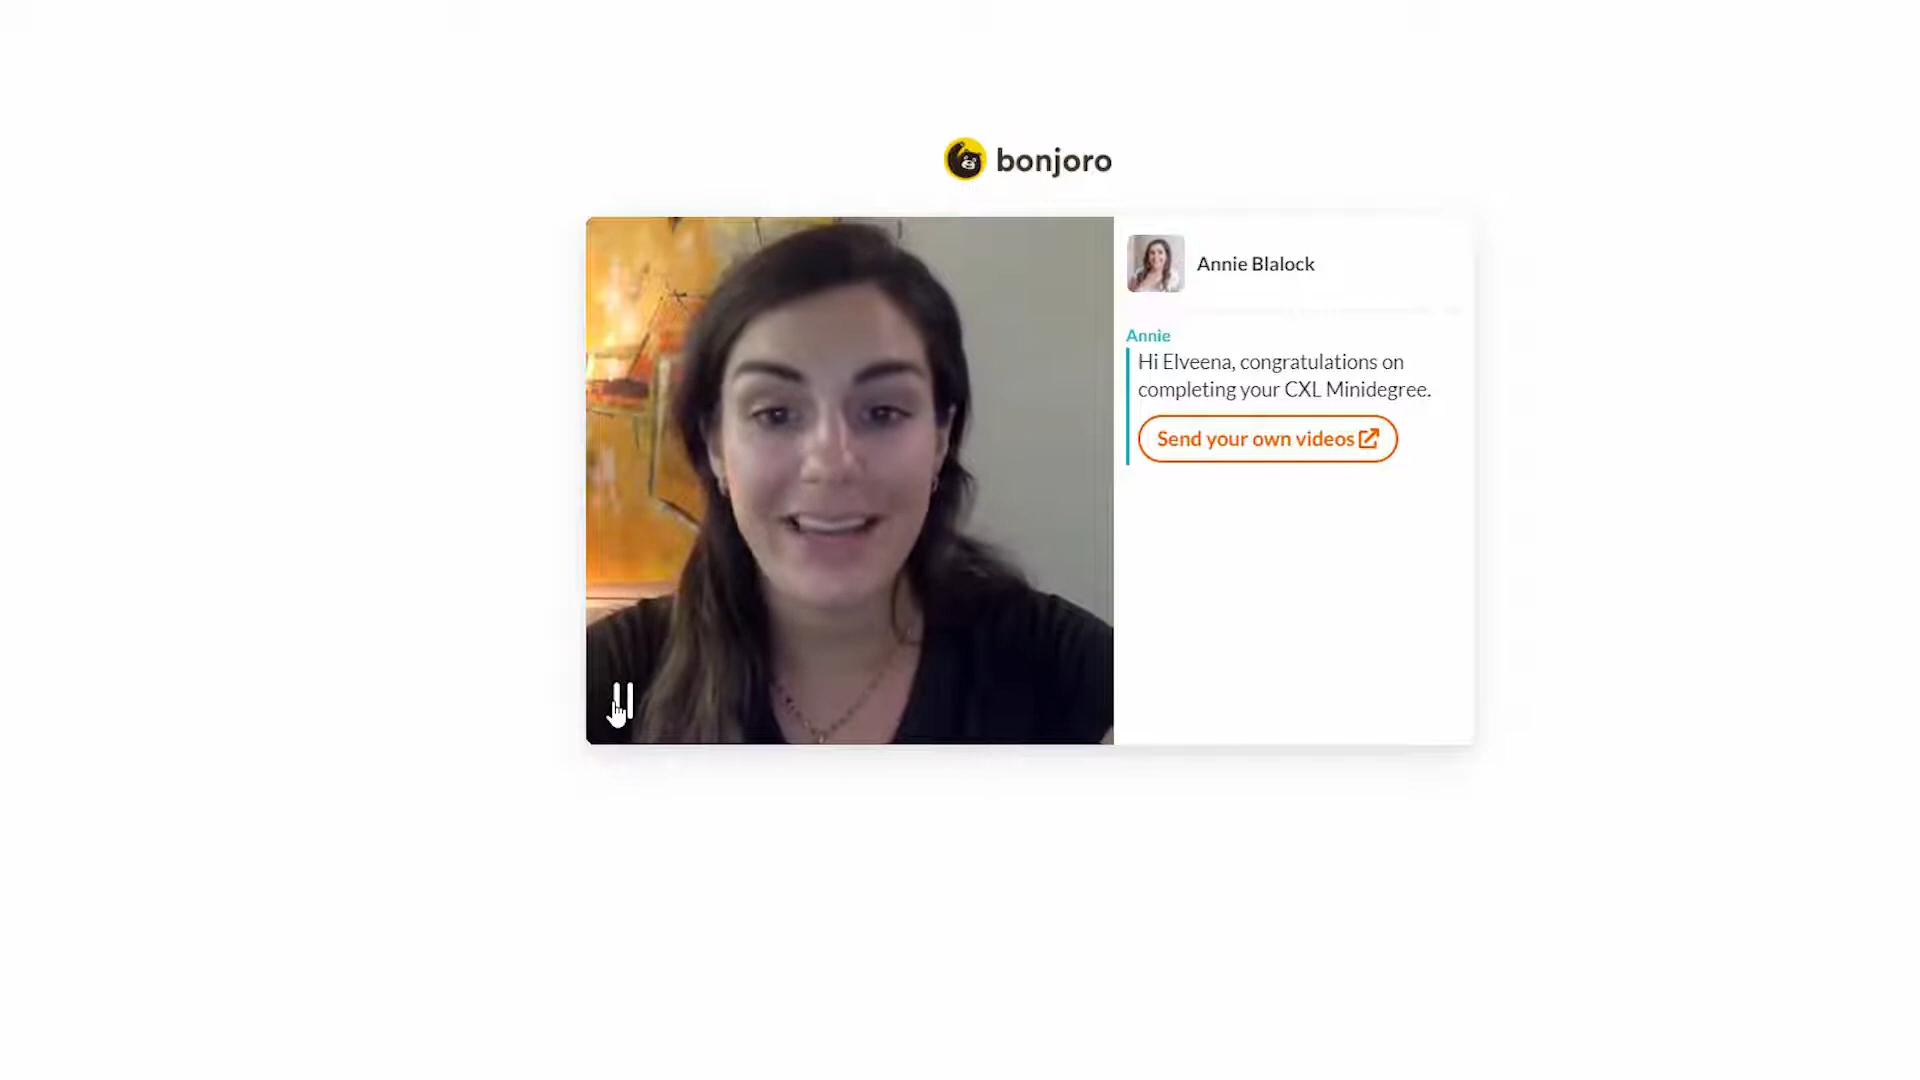 bonjoro
Annie Blalock
Annie
Hi Elveena, congratulations on
completing your CXL Minidegree.
Send your own videos